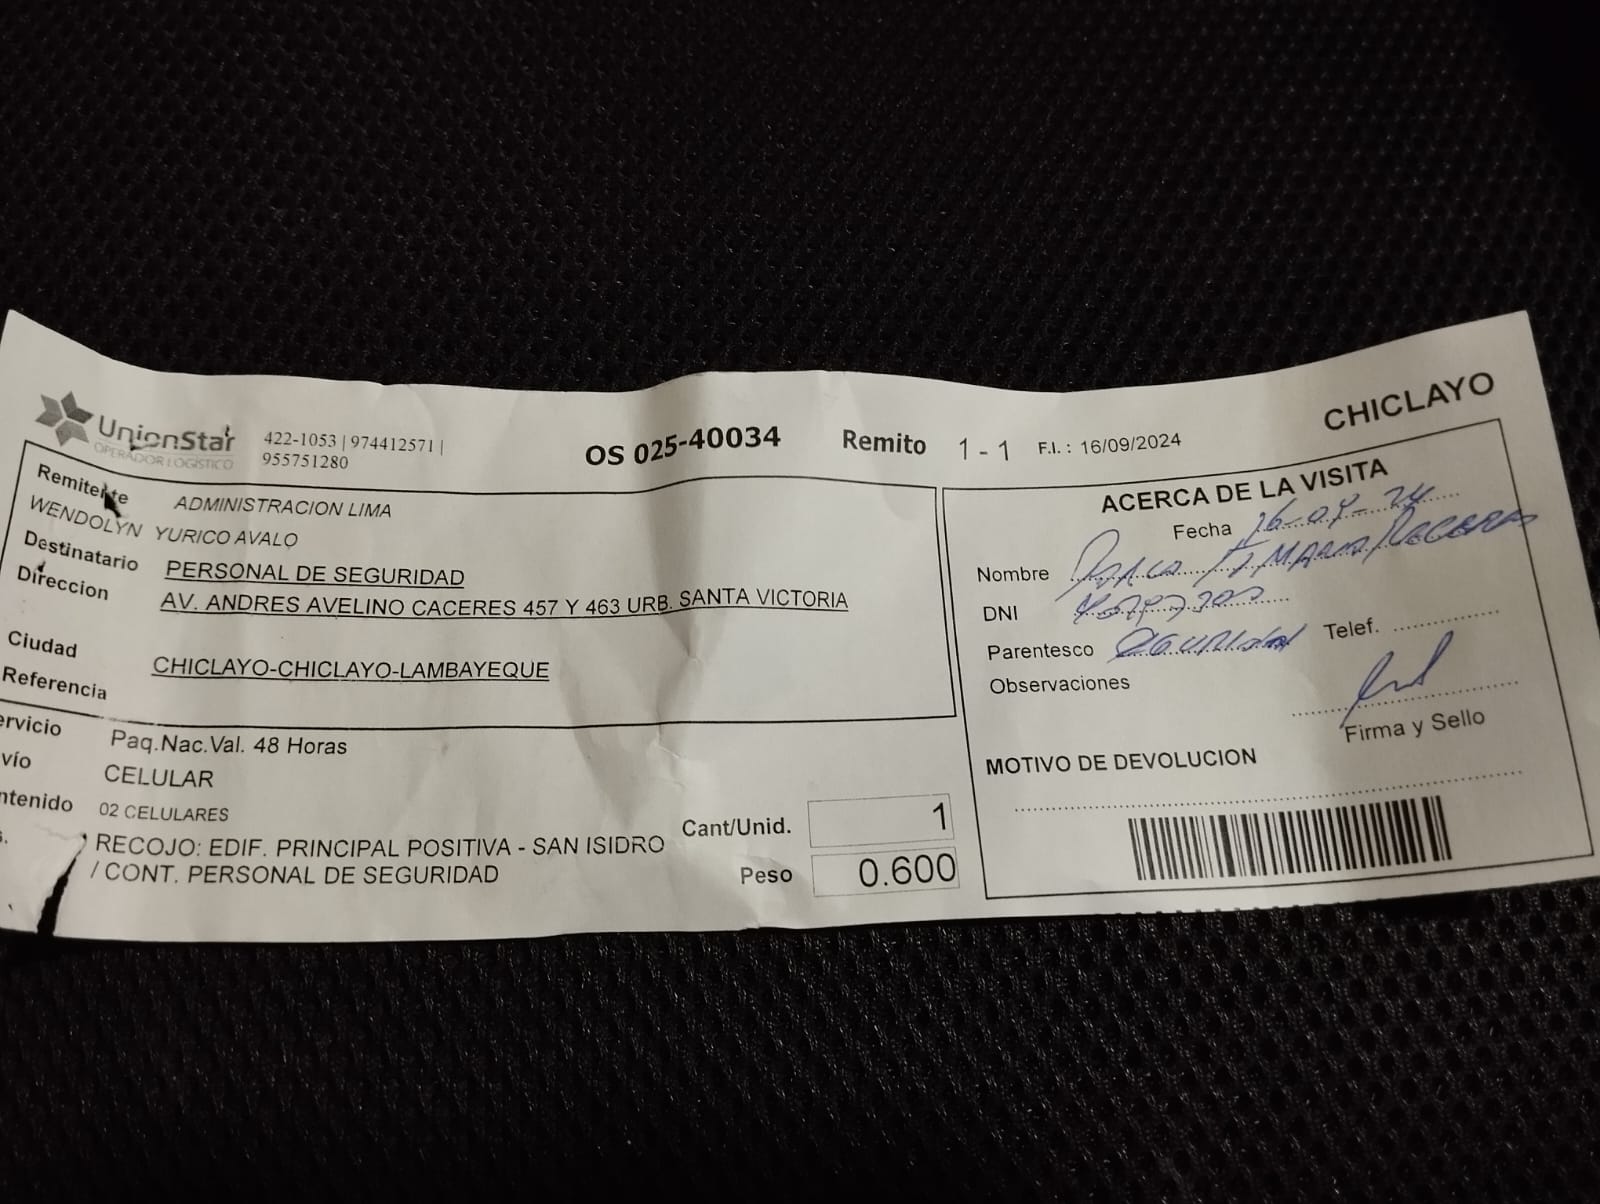 UnionStar
OPERADOR LOGÍSTICO
422-1053 | 974412571 |
955751280
OS 025-40034
Remito 1 - 1
F.I. : 16/09/2024
CHICLAYO
Remitente ADMINISTRACION LIMA
WENDOLYN YURICO AVALO
Destinatario PERSONAL DE SEGURIDAD
Direccion AV. ANDRES AVELINO CACERES 457 Y 463 URB. SANTA VICTORIA
Ciudad CHICLAYO-CHICLAYO-LAMBAYEQUE
Referencia
ervicio Paq.Nac.Val. 48 Horas
vío CELULAR
ntenido 02 CELULARES
s. RECOJO: EDIF. PRINCIPAL POSITIVA - SAN ISIDRO
/ CONT. PERSONAL DE SEGURIDAD
Cant/Unid. 1
Peso 0.600
ACERCA DE LA VISITA
Fecha
Nombre
DNI
Parentesco
Telef.
Observaciones
Firma y Sello
MOTIVO DE DEVOLUCION